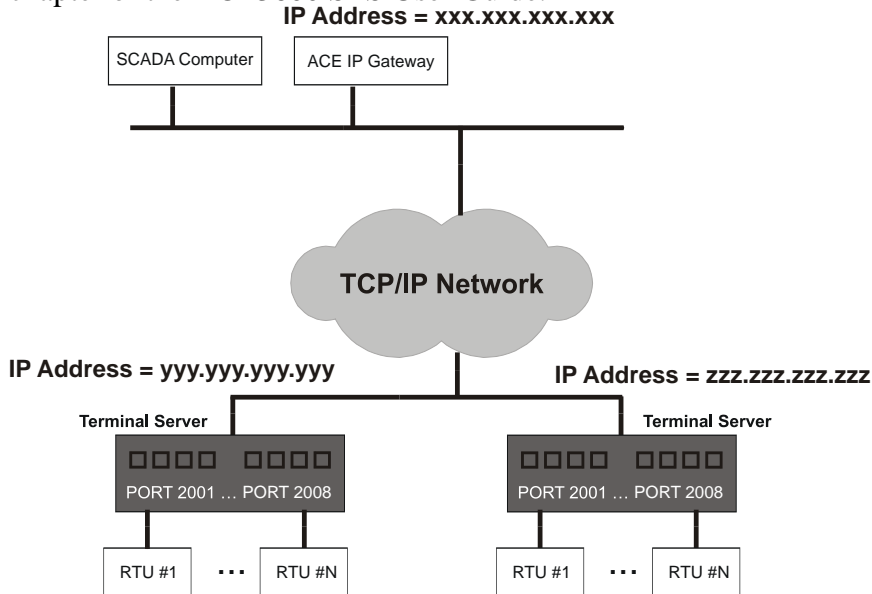 IP Address = xxx.xxx.xxx.xxx
SCADA Computer
ACE IP Gateway
TCP/IP Network
IP Address = yyy.yyy.yyy.yyy
IP Address = zzz.zzz.zzz.zzz
Terminal Server
Terminal Server
PORT 2001 ... PORT 2008
PORT 2001 ... PORT 2008
RTU #1 ... RTU #N
RTU #1 ... RTU #N